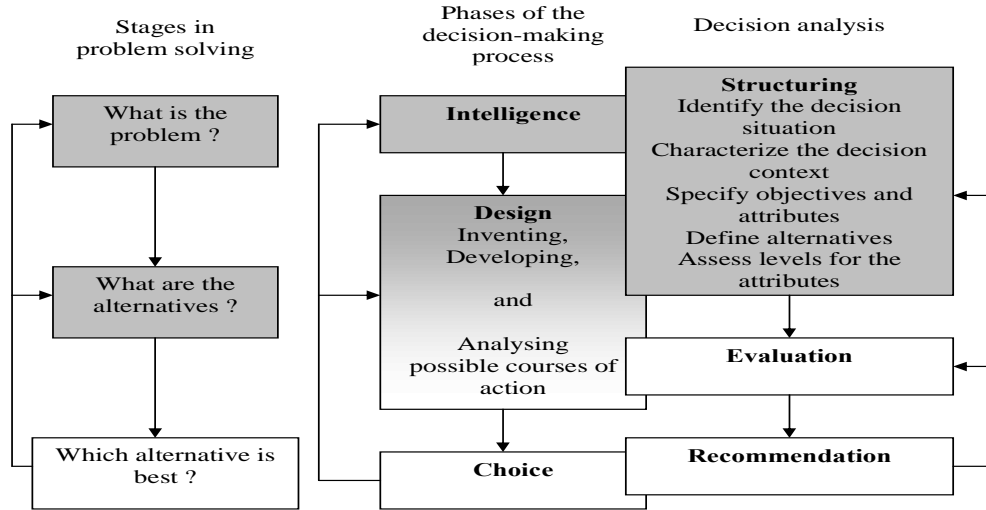 Stages in
problem solving
What is the
problem ?
What are the
alternatives ?
Which alternative is
best ?
Phases of the
decision-making
process
Intelligence
Design
Inventing,
Developing,
and
Analysing
possible courses of
action
Choice
Decision analysis
Structuring
Identify the decision
situation
Characterize the decision
context
Specify objectives and
attributes
Define alternatives
Assess levels for the
attributes
Evaluation
Recommendation